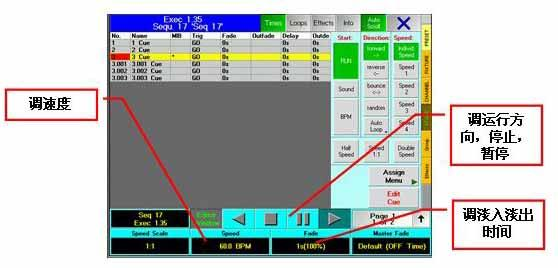 Exec 1.35
Sequ. 17 'Seq 17'
Times Loops Effects Info Auto Scroll
No. Name MIB Trig Fade Outfade Delay Outde
1 1 Cue GO 0s 0s 0s
2 2 Cue GO 0s 0s 0s
3 Cue * GO 0s 0s 0s
3.001 3.001 Cue GO 0s 0s 0s
3.002 3.002 Cue GO 0s 0s 0s
3.003 3.003 Cue GO 0s 0s 0s
Start: Direction: Speed:
RUN
forward
->
Individ. Speed
reverse
<-
Speed 1
Sound
bounce
<->
Speed 2
BPM
random
Speed 3
Auto Loop
Speed 4
Half Speed
Speed 1:1
Double Speed
Assign Menu
Edit Cue
PRESET
FIXTURE
CHANNEL
Group
Effects
Seq 17
Exec 1.35
Editor Window
Page 1
Speed Scale Speed Fade Master Fade
1:1 60.0 BPM 1s(100%) Default (OFF Time)
调速度
调运行方
向，停止，
暂停
调淡入淡出
时间